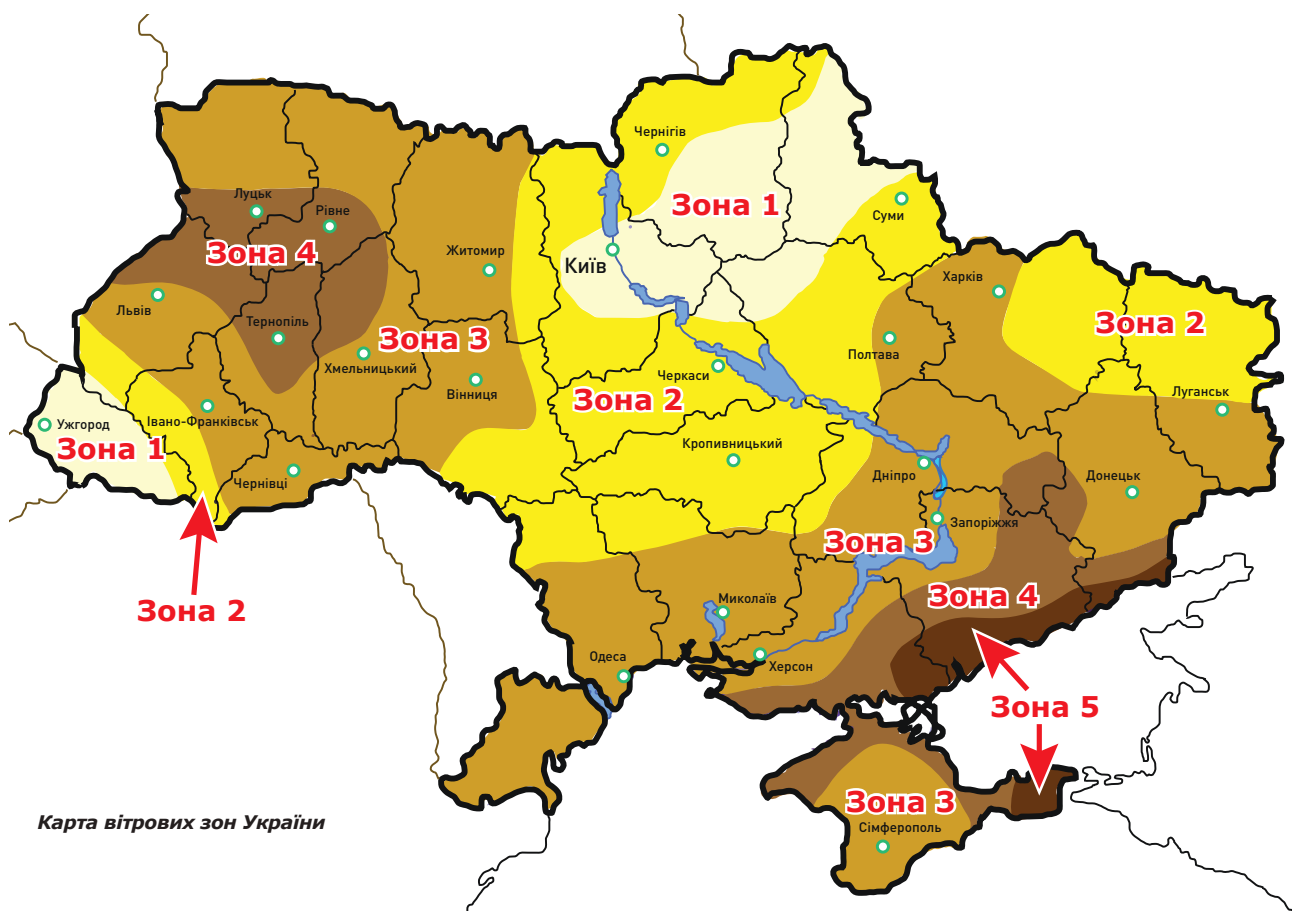 Чернігів
Луцьк
Зона 1
Рівне
Суми
Зона 4
Житомир
Київ
Харків
Львів
Тернопіль
Зона 3
Зона 2
Полтава
Хмельницький
Черкаси
Вінниця
Луганськ
Зона 2
Ужгород
Івано-Франківськ
Зона 1
Кропивницький
Дніпро
Донецьк
Чернівці
Запоріжжя
Зона 3
Зона 2
Зона 4
Миколаїв
Одеса
Херсон
Зона 5
Зона 3
Карта вітрових зон України
Сімферополь